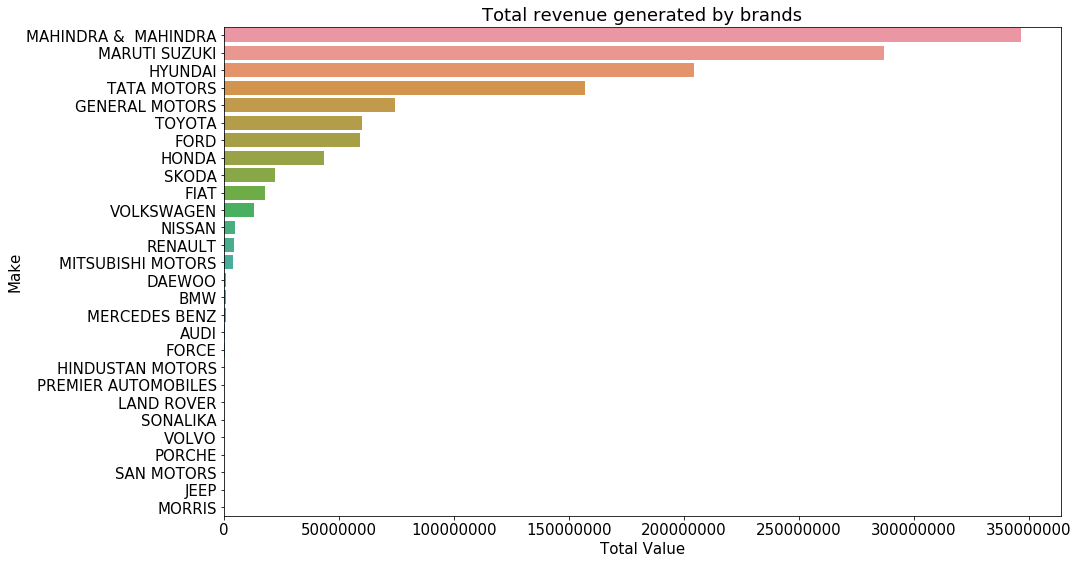 Total revenue generated by brands
MAHINDRA &  MAHINDRA
MARUTI SUZUKI
HYUNDAI
TATA MOTORS
GENERAL MOTORS
TOYOTA
FORD
HONDA
SKODA
FIAT
VOLKSWAGEN
NISSAN
RENAULT
MITSUBISHI MOTORS
DAEWOO
BMW
MERCEDES BENZ
AUDI
FORCE
HINDUSTAN MOTORS
PREMIER AUTOMOBILES
LAND ROVER
SONALIKA
VOLVO
PORCHE
SAN MOTORS
JEEP
MORRIS
Make
0 50000000 100000000 150000000 200000000 250000000 300000000 350000000
Total Value